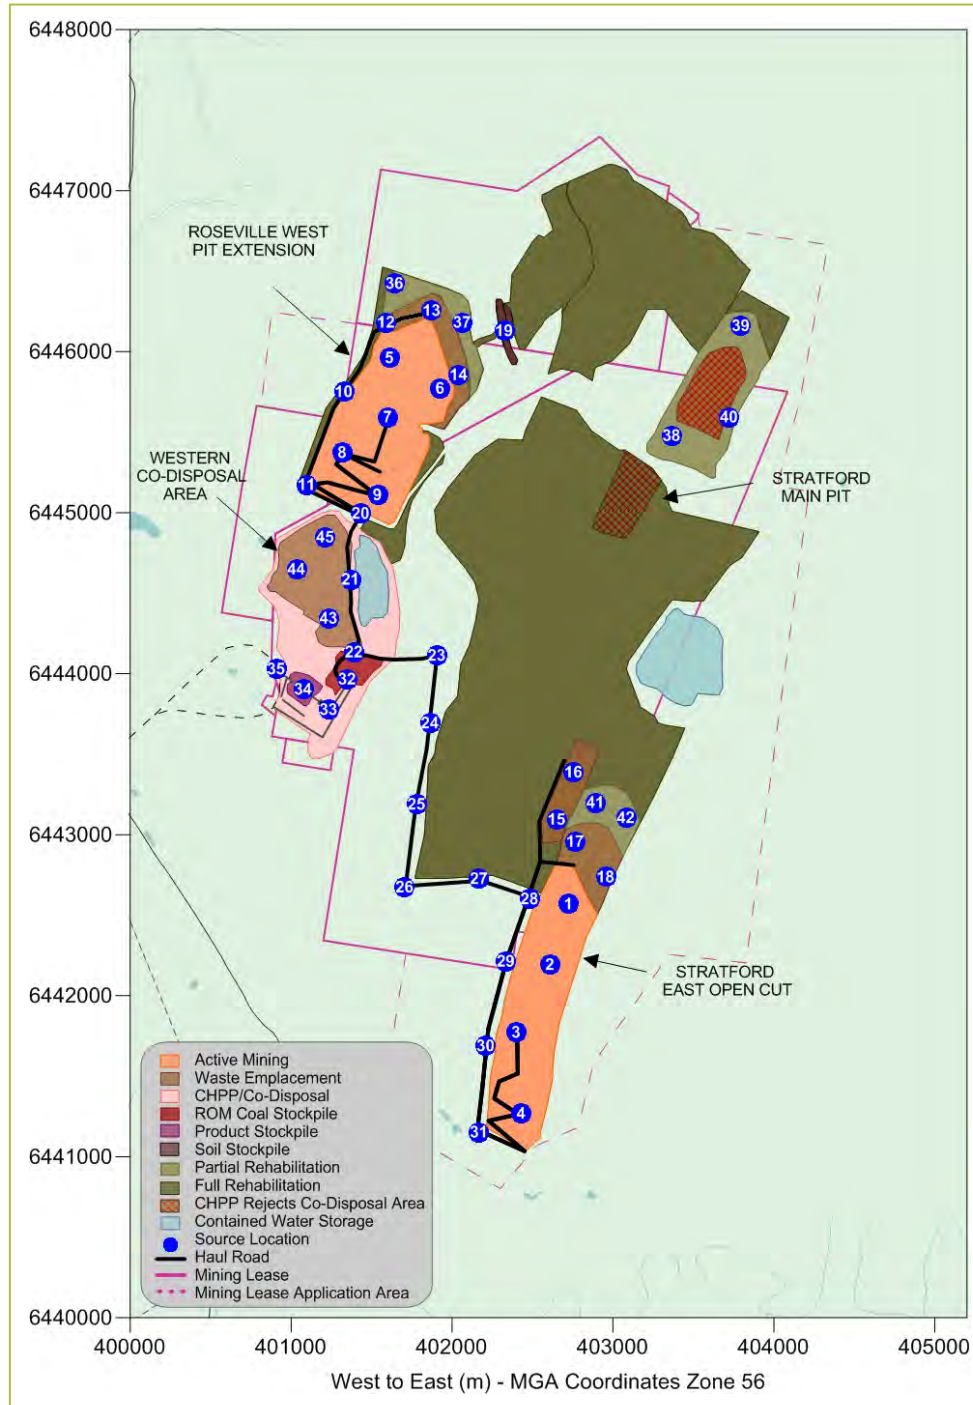 6448000
6447000
ROSEVILLE WEST
PIT EXTENSION
36
13
12
37
19
39
6446000
5
14
6
10
7
40
8
38
WESTERN
CO-DISPOSAL
AREA
STRATFORD
MAIN PIT
11
9
6445000
20
45
44
21
43
22
23
6444000
35
32
34
33
24
16
25
41
42
15
6443000
17
27
18
26
28
1
29
2
STRATFORD
EAST OPEN CUT
6442000
3
30
4
31
6441000
Active Mining
Waste Emplacement
CHPP/Co-Disposal
ROM Coal Stockpile
Product Stockpile
Soil Stockpile
Partial Rehabilitation
Full Rehabilitation
CHPP Rejects Co-Disposal Area
Contained Water Storage
Source Location
Haul Road
Mining Lease
Mining Lease Application Area
6440000
400000
401000
402000
403000
404000
405000
West to East (m) - MGA Coordinates Zone 56